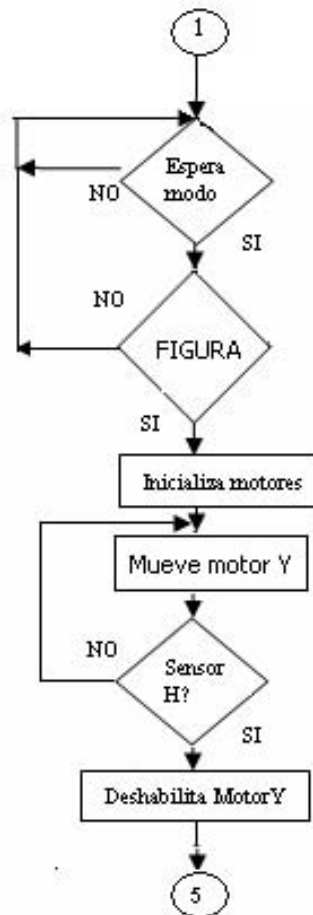 1
Espera
modo
NO
SI
NO
FIGURA
SI
Inicializa motores
Mueve motor Y
NO
Sensor
H?
SI
Deshabilita MotorY
5